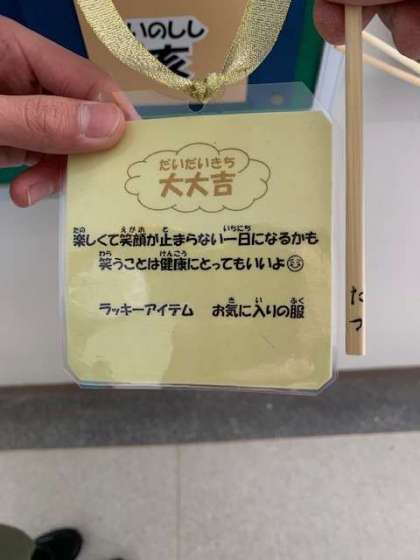 いのしし
亥
だいだいきち
大大吉
楽しくて笑顔が止まらない一日になるかも
笑うことは健康にとってもいいよ
ラッキーアイテム お気に入りの服
たつ